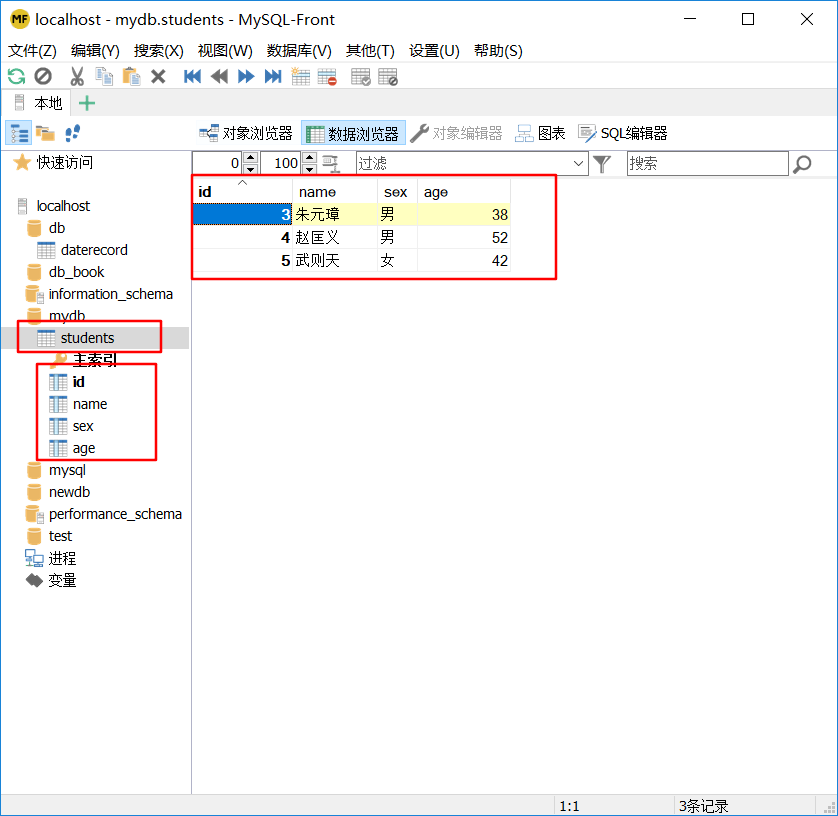 MF localhost - mydb.students - MySQL-Front
文件(Z) 编辑(Y) 搜索(X) 视图(W) 数据库(V) 其他(T) 设置(U) 帮助(S)
本地
对象浏览器 数据浏览器 对象编辑器 图表 SQL编辑器
快速访问 0 100 过滤 搜索
id name sex age
3 朱元璋 男 38
4 赵匡义 男 52
5 武则天 女 42
localhost
db
daterecord
db_book
information_schema
mydb
students
主索引
id
name
sex
age
mysql
newdb
performance_schema
test
进程
变量
1:1 3条记录